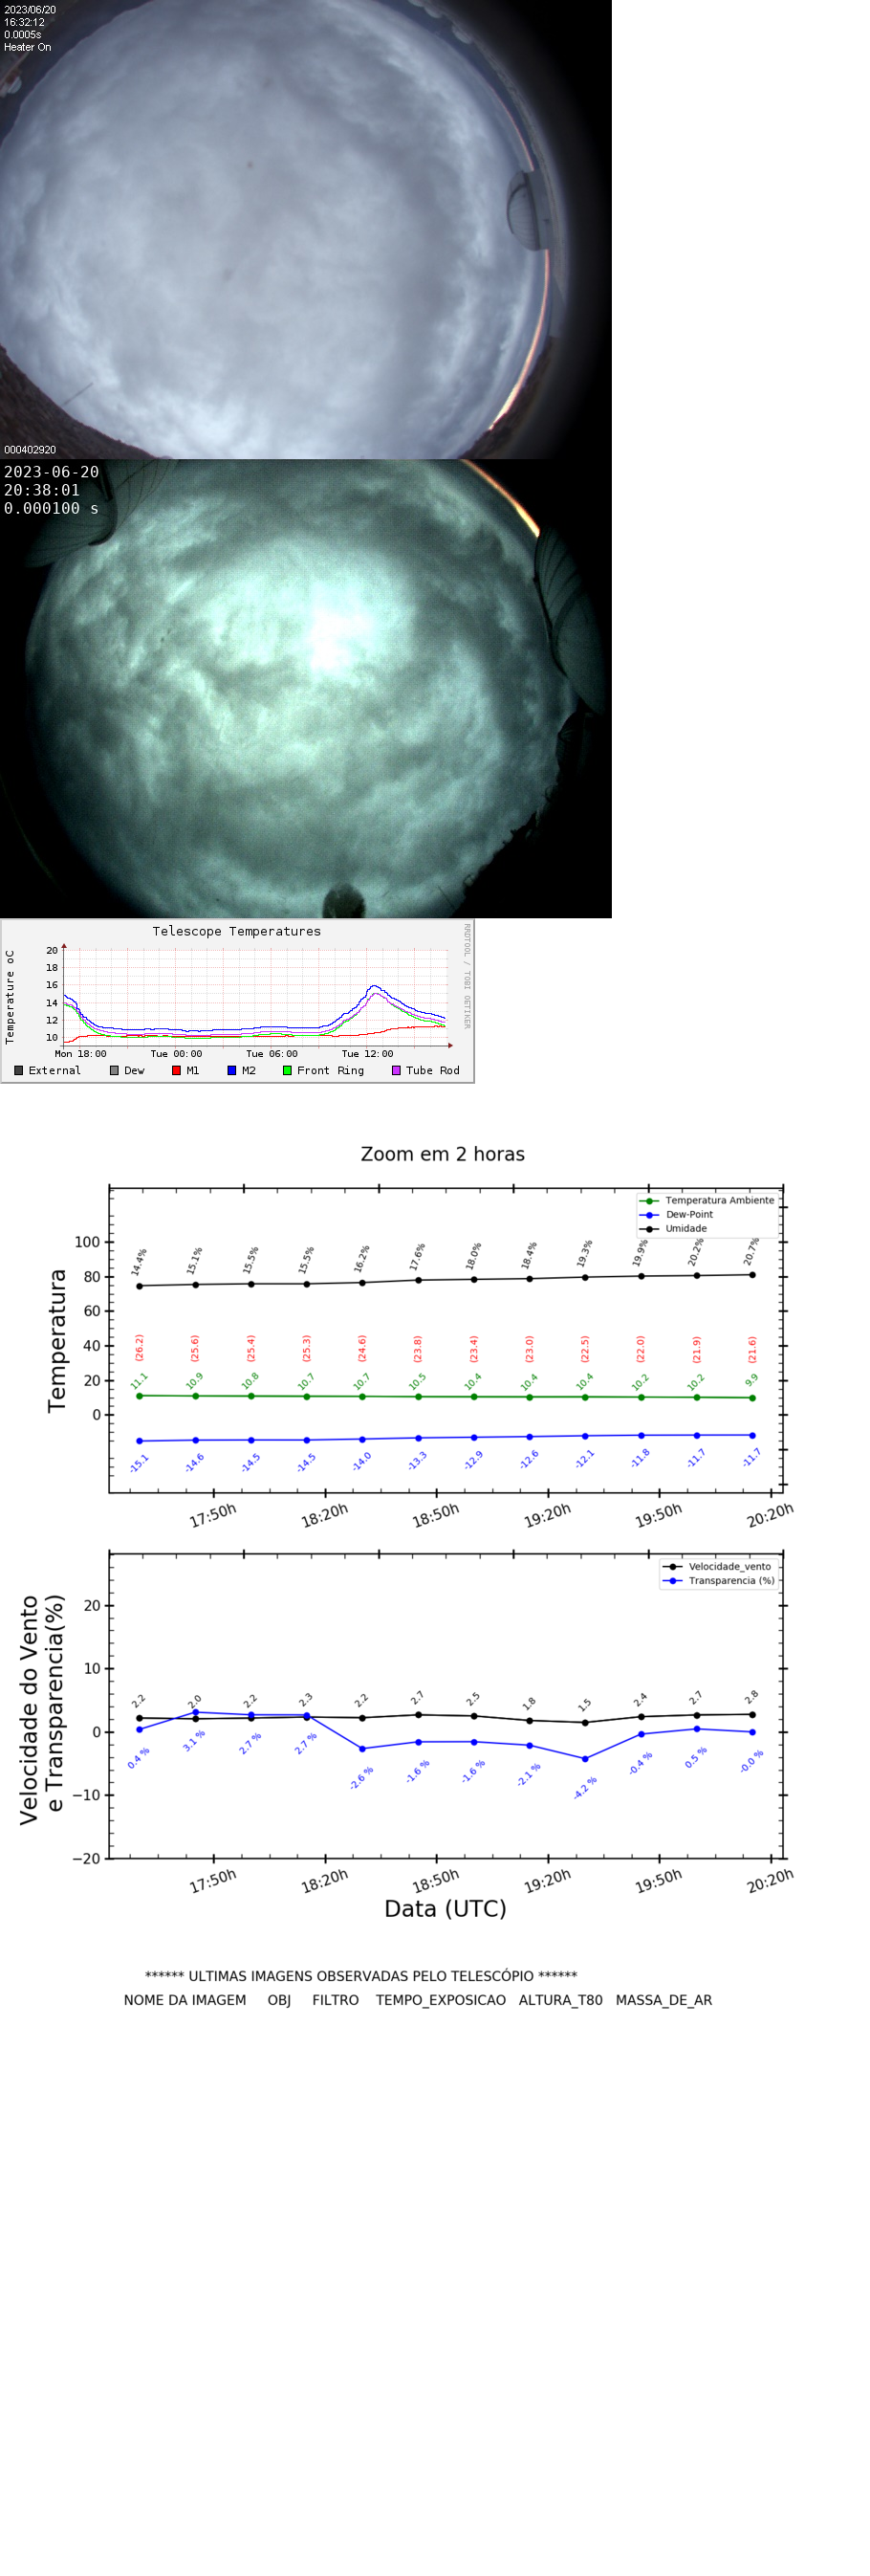 2023/06/20
16:32:12
0.0005s
Heater On
000402920
2023-06-20
20:38:01
0.000100 s
Telescope Temperatures
RRDTOOL / TOBI OETIKER
Temperature oC
20
18
16
14
12
10
Mon 18:00 Tue 00:00 Tue 06:00 Tue 12:00
External Dew M1 M2 Front Ring Tube Rod
Zoom em 2 horas
Temperatura Ambiente
Dew-Point
Umidade
Temperatura
100
80
60
40
20
0
14.4% 15.1% 15.5% 15.5% 16.2% 17.6% 18.0% 18.4% 19.3% 19.9% 20.2% 20.7%
(26.2) (25.6) (25.4) (25.3) (24.6) (23.8) (23.4) (23.0) (22.5) (22.0) (21.9) (21.6)
11.1 10.9 10.8 10.7 10.7 10.5 10.4 10.4 10.4 10.2 10.2 9.9
-15.1 -14.6 -14.5 -14.5 -14.0 -13.3 -12.9 -12.6 -12.1 -11.8 -11.7 -11.7
17:50h 18:20h 18:50h 19:20h 19:50h 20:20h
Velocidade_vento
Transparencia (%)
Velocidade do Vento
e Transparencia(%)
20
10
0
−10
−20
2.2 2.0 2.2 2.3 2.2 2.7 2.5 1.8 1.5 2.4 2.7 2.8
0.4 % 3.1 % 2.7 % 2.7 % -2.6 % -1.6 % -1.6 % -2.1 % -4.2 % -0.4 % 0.5 % -0.0 %
17:50h 18:20h 18:50h 19:20h 19:50h 20:20h
Data (UTC)
****** ULTIMAS IMAGENS OBSERVADAS PELO TELESCÓPIO ******
NOME DA IMAGEM OBJ FILTRO TEMPO_EXPOSICAO ALTURA_T80 MASSA_DE_AR